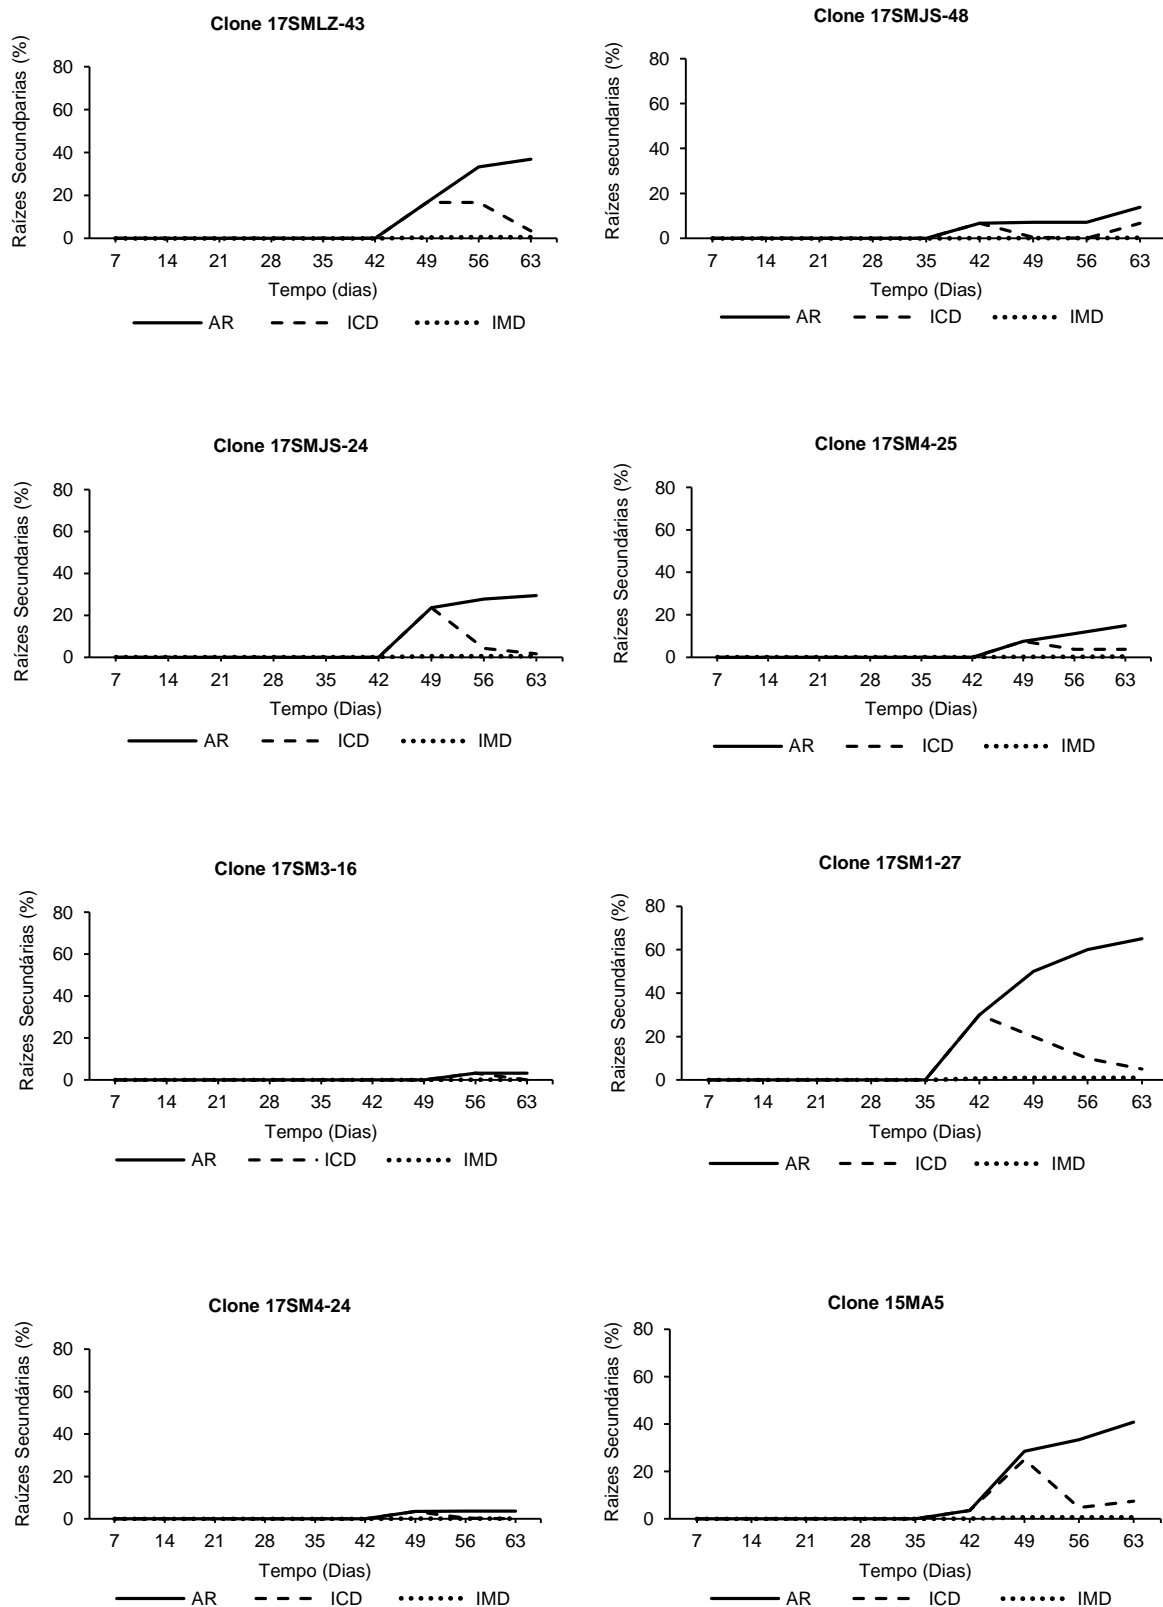 Clone 17SMLZ-43
Raízes Secundparias (%)
80
60
40
20
0
7 14 21 28 35 42 49 56 63
Tempo (dias)
AR ICD IMD
Clone 17SMJS-48
Raízes secundarias (%)
80
60
40
20
0
7 14 21 28 35 42 49 56 63
Tempo (Dias)
AR ICD IMD
Clone 17SMJS-24
Raízes Secundarias (%)
80
60
40
20
0
7 14 21 28 35 42 49 56 63
Tempo (Dias)
AR ICD IMD
Clone 17SM4-25
Raízes Secundárias (%)
80
60
40
20
0
7 14 21 28 35 42 49 56 63
Tempo (Dias)
AR ICD IMD
Clone 17SM3-16
Raízes Secundárias (%)
80
60
40
20
0
7 14 21 28 35 42 49 56 63
Tempo (Dias)
AR ICD IMD
Clone 17SM1-27
Raizes Secundárias (%)
80
60
40
20
0
7 14 21 28 35 42 49 56 63
Tempo (Dias)
AR ICD IMD
Clone 17SM4-24
Raúzes Secundárias (%)
80
60
40
20
0
7 14 21 28 35 42 49 56 63
Tempo (Dias)
AR ICD IMD
Clone 15MA5
Raizes Secundárias (%)
80
60
40
20
0
7 14 21 28 35 42 49 56 63
Tempo (Dias)
AR ICD IMD